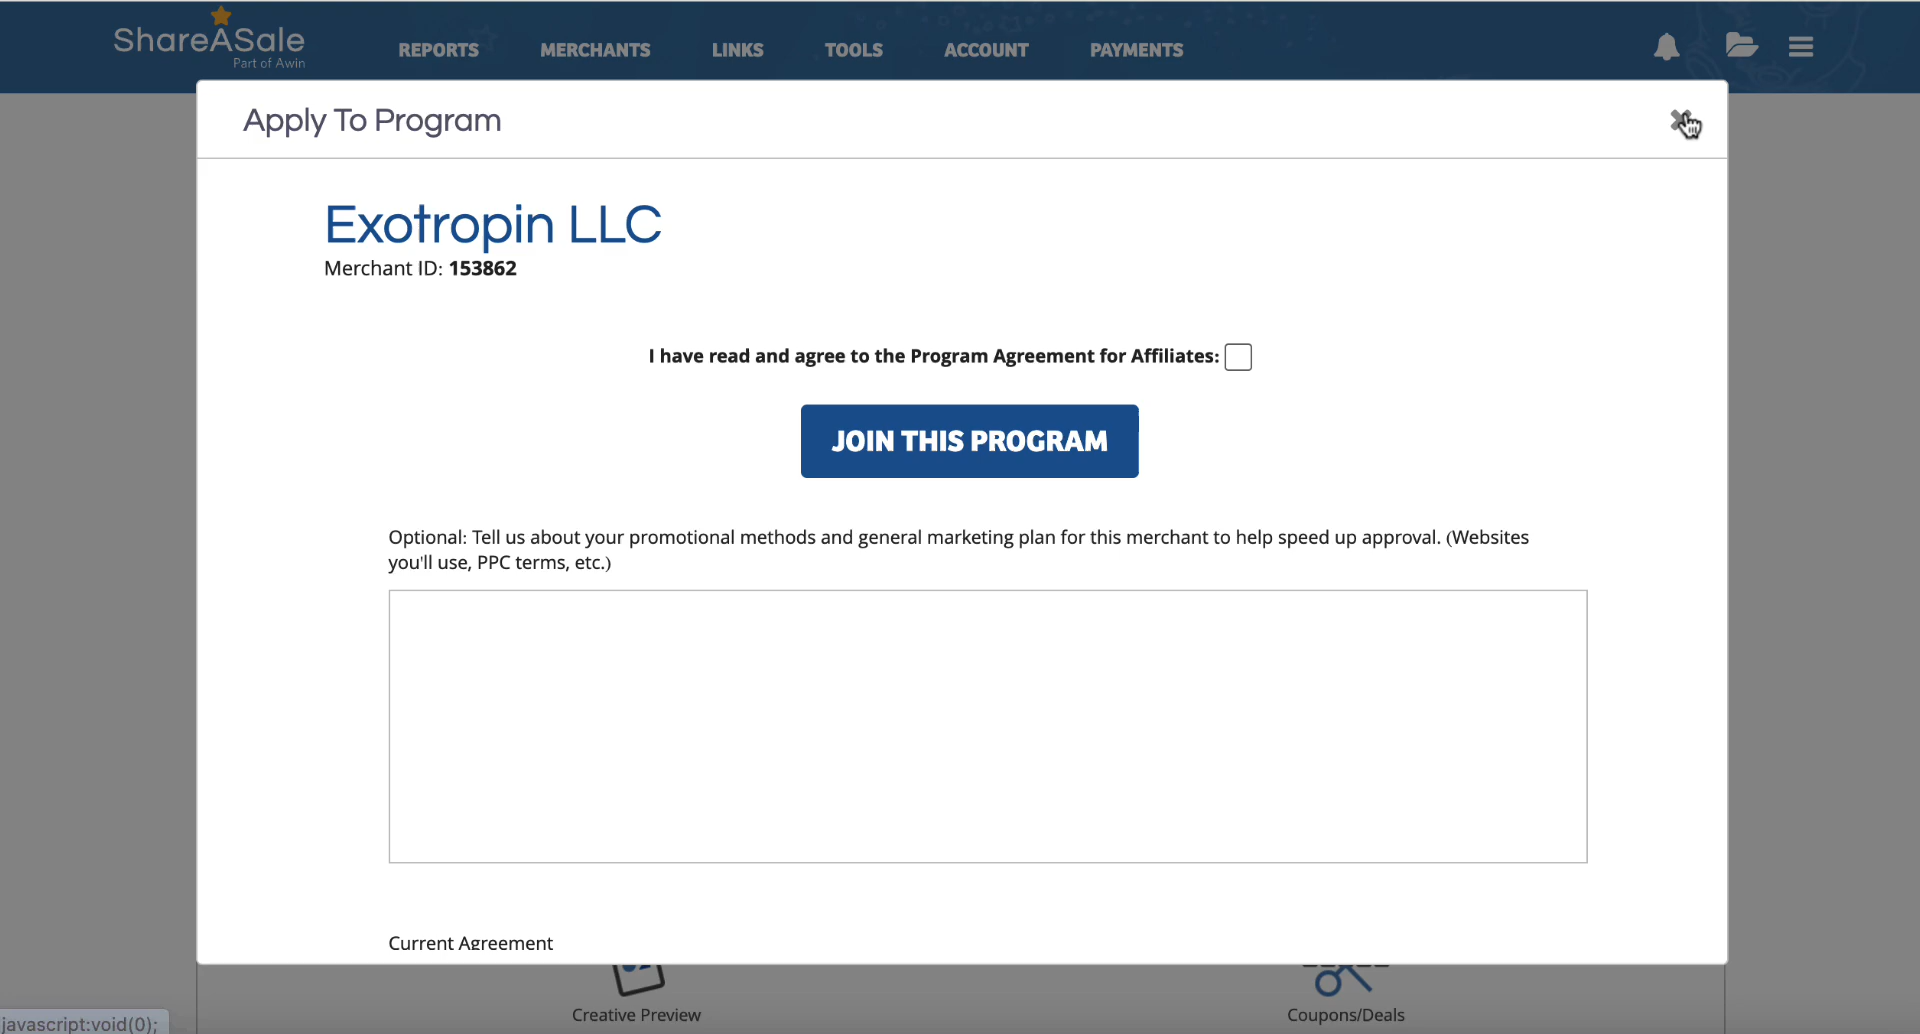 ShareASale
Part of Awin
REPORTS
MERCHANTS
LINKS
TOOLS
ACCOUNT
PAYMENTS
Apply To Program
Exotropin LLC
Merchant ID: 153862
I have read and agree to the Program Agreement for Affiliates:
JOIN THIS PROGRAM
Optional: Tell us about your promotional methods and general marketing plan for this merchant to help speed up approval. (Websites
you'll use, PPC terms, etc.)
Current Agreement
Creative Preview
Coupons/Deals
javascript:void(0);